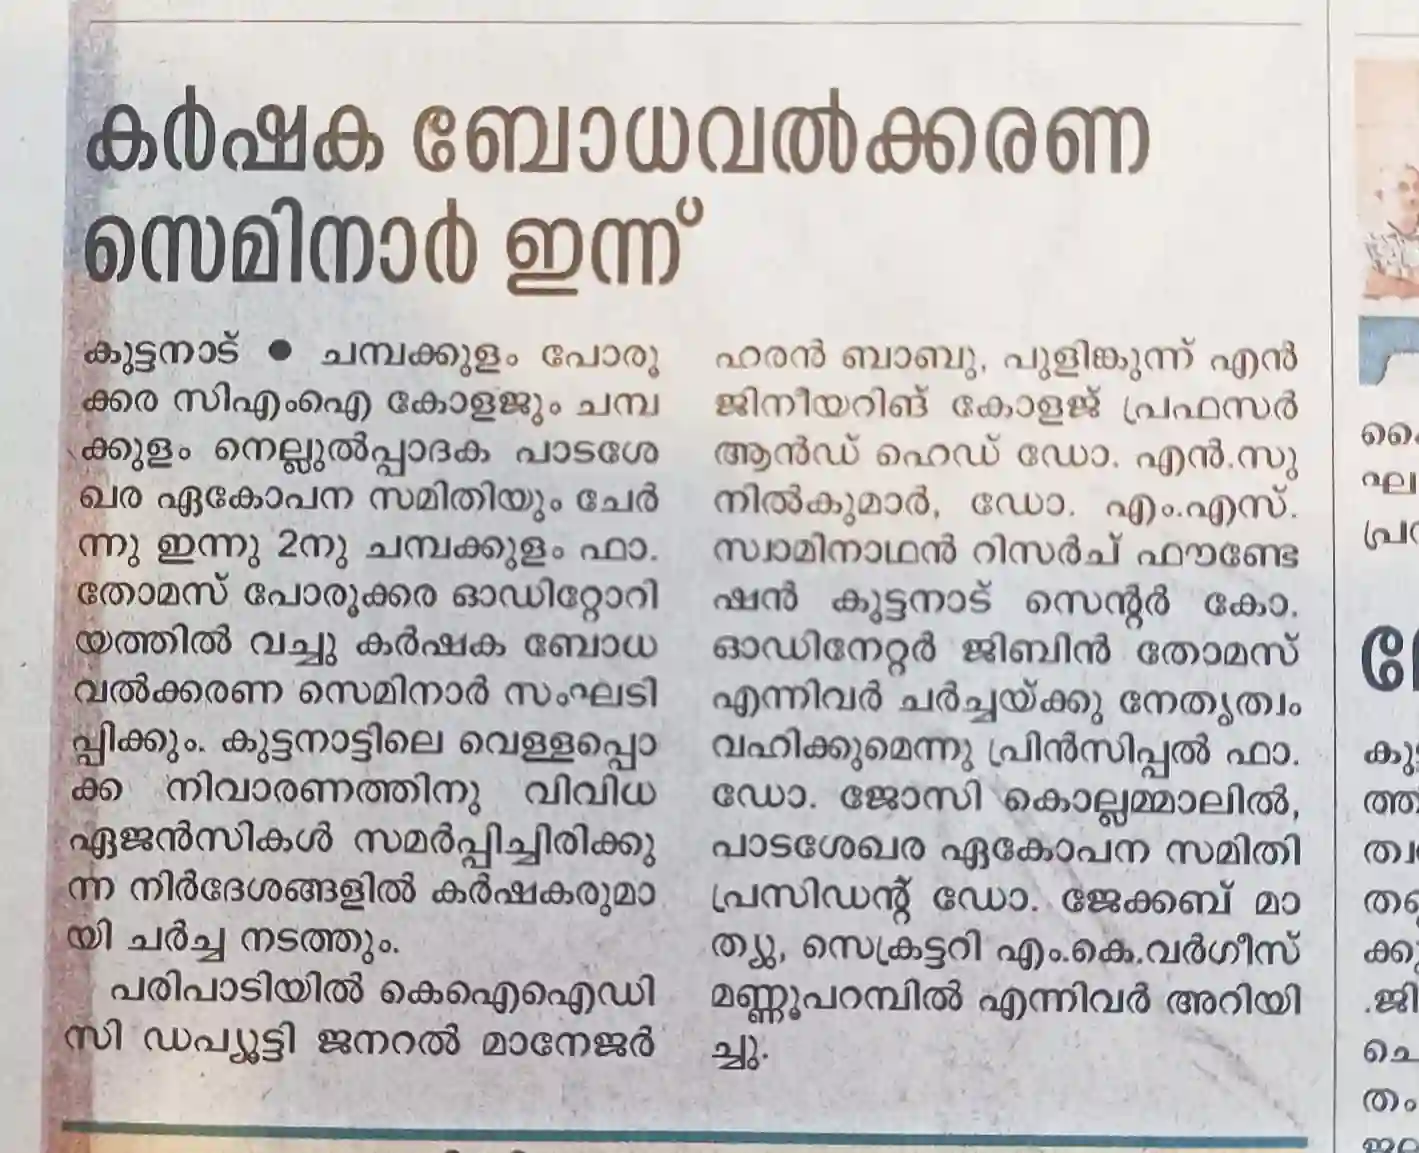 കർഷക ബോധവൽക്കരണ
സെമിനാർ ഇന്ന്
കുട്ടനാട് ● ചമ്പക്കുളം പോരൂ
ക്കര സിഎംഐ കോളജും ചമ്പ
ക്കുളം നെല്ലുൽപ്പാദക പാടശേ
ഖര ഏകോപന സമിതിയും ചേർ
ന്നു ഇന്നു 2നു ചമ്പക്കുളം ഫാ.
തോമസ് പോരൂക്കര ഓഡിറ്റോറി
യത്തിൽ വച്ചു കർഷക ബോധ
വൽക്കരണ സെമിനാർ സംഘടി
പ്പിക്കും. കുട്ടനാട്ടിലെ വെള്ളപ്പൊ
ക്ക നിവാരണത്തിനു വിവിധ
ഏജൻസികൾ സമർപ്പിച്ചിരിക്കു
ന്ന നിർദേശങ്ങളിൽ കർഷകരുമാ
യി ചർച്ച നടത്തും.
പരിപാടിയിൽ കെഐഐഡി
സി ഡപ്യൂട്ടി ജനറൽ മാനേജർ
ഹരൻ ബാബു, പുളിങ്കുന്ന് എൻ
ജിനീയറിങ് കോളജ് പ്രഫസർ
ആൻഡ് ഹെഡ് ഡോ. എൻ.സു
നിൽകുമാർ, ഡോ. എം.എസ്.
സ്വാമിനാഥൻ റിസർച് ഫൗണ്ടേ
ഷൻ കുട്ടനാട് സെന്റർ കോ.
ഓഡിനേറ്റർ ജിബിൻ തോമസ്
എന്നിവർ ചർച്ചയ്ക്കു നേതൃത്വം
വഹിക്കുമെന്നു പ്രിൻസിപ്പൽ ഫാ.
ഡോ. ജോസി കൊല്ലമ്മാലിൽ,
പാടശേഖര ഏകോപന സമിതി
പ്രസിഡന്റ് ഡോ. ജേക്കബ് മാ
ത്യു, സെക്രട്ടറി എം.കെ.വർഗീസ്
മണ്ണൂപറമ്പിൽ എന്നിവർ അറിയി
ച്ചു.